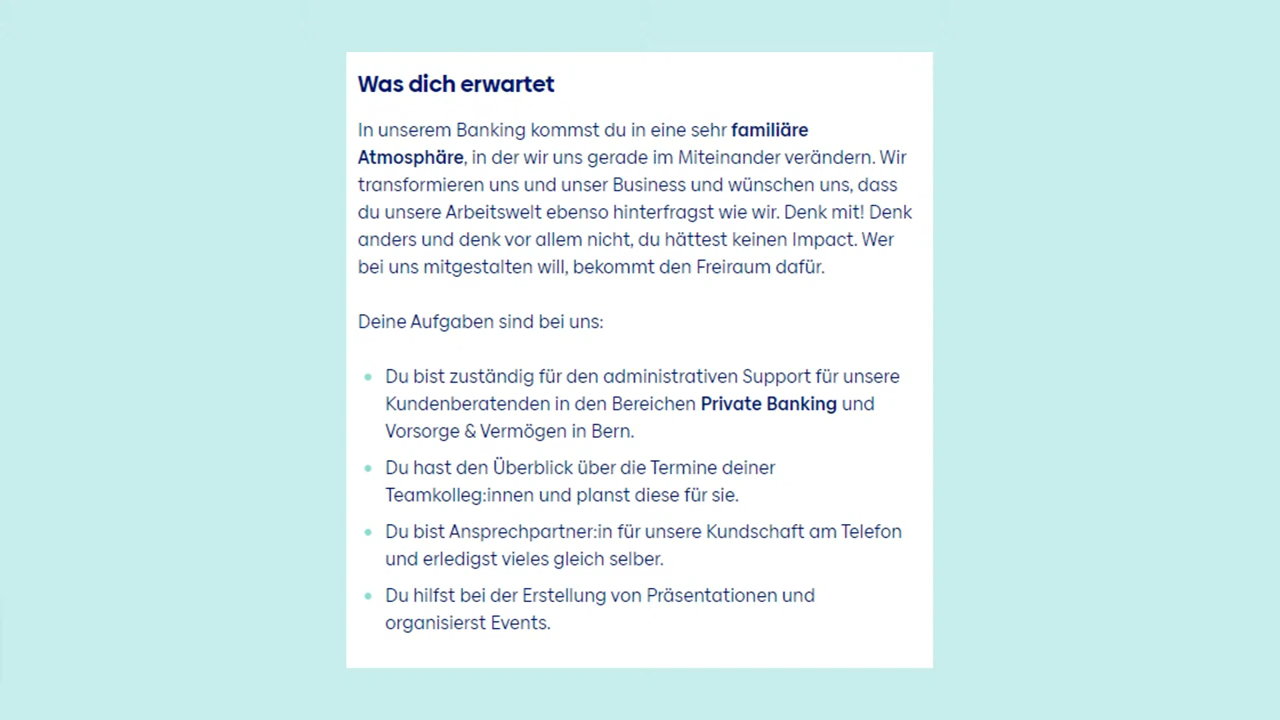 Was dich erwartet
In unserem Banking kommst du in eine sehr familiäre
Atmosphäre, in der wir uns gerade im Miteinander verändern. Wir
transformieren uns und unser Business und wünschen uns, dass
du unsere Arbeitswelt ebenso hinterfragst wie wir. Denk mit! Denk
anders und denk vor allem nicht, du hättest keinen Impact. Wer
bei uns mitgestalten will, bekommt den Freiraum dafür.
Deine Aufgaben sind bei uns:
• Du bist zuständig für den administrativen Support für unsere
Kundenberatenden in den Bereichen Private Banking und
Vorsorge & Vermögen in Bern.
• Du hast den Überblick über die Termine deiner
Teamkolleg:innen und planst diese für sie.
• Du bist Ansprechpartner:in für unsere Kundschaft am Telefon
und erledigst vieles gleich selber.
• Du hilfst bei der Erstellung von Präsentationen und
organisierst Events.